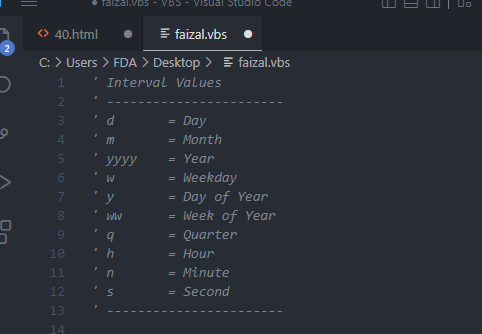 faizal.vbs - VBS - Visual Studio Code
<> 40.html ● faizal.vbs ●
2
C: > Users > FDA > Desktop > faizal.vbs
1 ' Interval Values
2 ' -----------------------
3 ' d = Day
4 ' m = Month
5 ' yyyy = Year
6 ' w = Weekday
7 ' y = Day of Year
8 ' ww = Week of Year
9 ' q = Quarter
10 ' h = Hour
11 ' n = Minute
12 ' s = Second
13 ' -----------------------
14